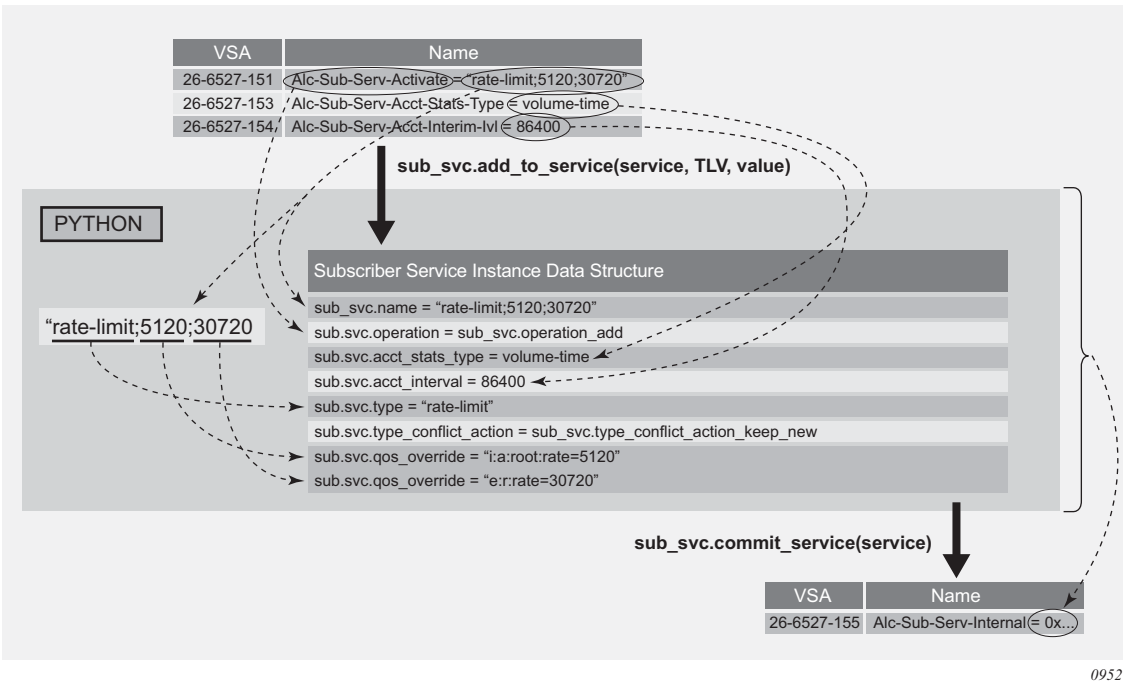 VSA Name
26-6527-151 Alc-Sub-Serv-Activate = “rate-limit;5120;30720”
26-6527-153 Alc-Sub-Serv-Acct-Stats-Type = volume-time
26-6527-154 Alc-Sub-Serv-Acct-Interim-Ivl = 86400
sub_svc.add_to_service(service, TLV, value)
PYTHON
Subscriber Service Instance Data Structure
sub_svc.name = “rate-limit;5120;30720”
“rate-limit;5120;30720
sub.svc.operation = sub_svc.operation_add
sub.svc.acct_stats_type = volume-time
sub.svc.acct_interval = 86400
sub.svc.type = “rate-limit”
sub.svc.type_conflict_action = sub_svc.type_conflict_action_keep_new
sub.svc.qos_override = “i:a:root:rate=5120”
sub.svc.qos_override = “e:r:rate=30720”
sub_svc.commit_service(service)
VSA Name
26-6527-155 Alc-Sub-Serv-Internal = 0x...
0952